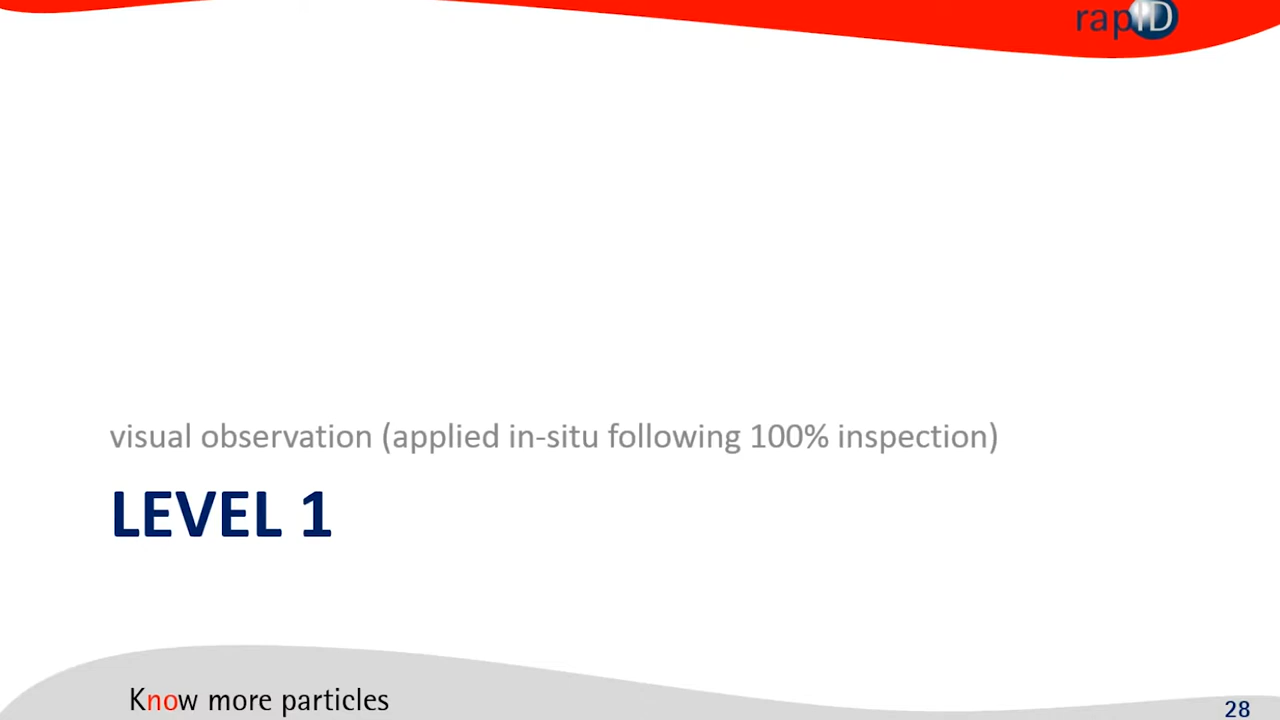 rapID
visual observation (applied in-situ following 100% inspection)
LEVEL 1
Know more particles
28